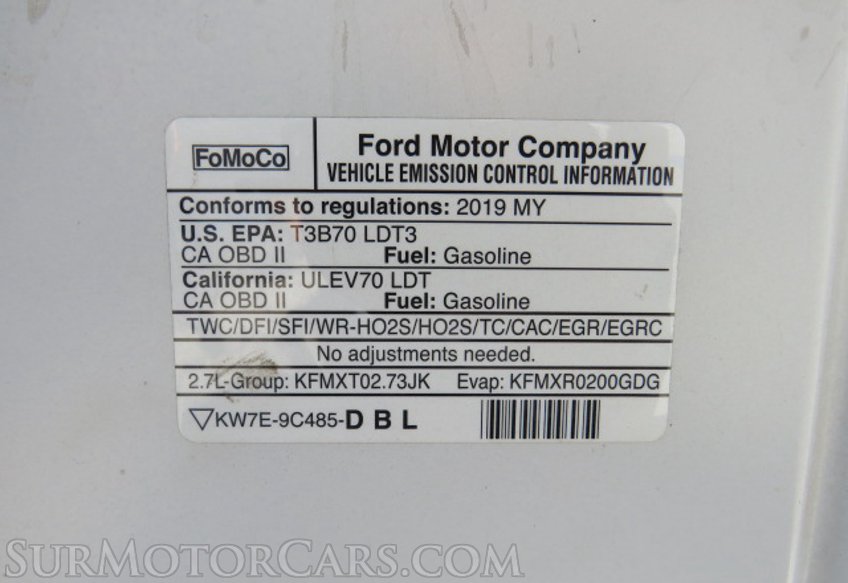 FoMoCo
Ford Motor Company
VEHICLE EMISSION CONTROL INFORMATION
Conforms to regulations: 2019 MY
U.S. EPA: T3B70 LDT3
CA OBD II Fuel: Gasoline
California: ULEV70 LDT
CA OBD II Fuel: Gasoline
TWC/DFI/SFI/WR-HO2S/HO2S/TC/CAC/EGR/EGRC
No adjustments needed.
2.7L-Group: KFMXT02.73JK Evap: KFMXR0200GDG
KW7E-9C485-DBL
SurMotorCars.com